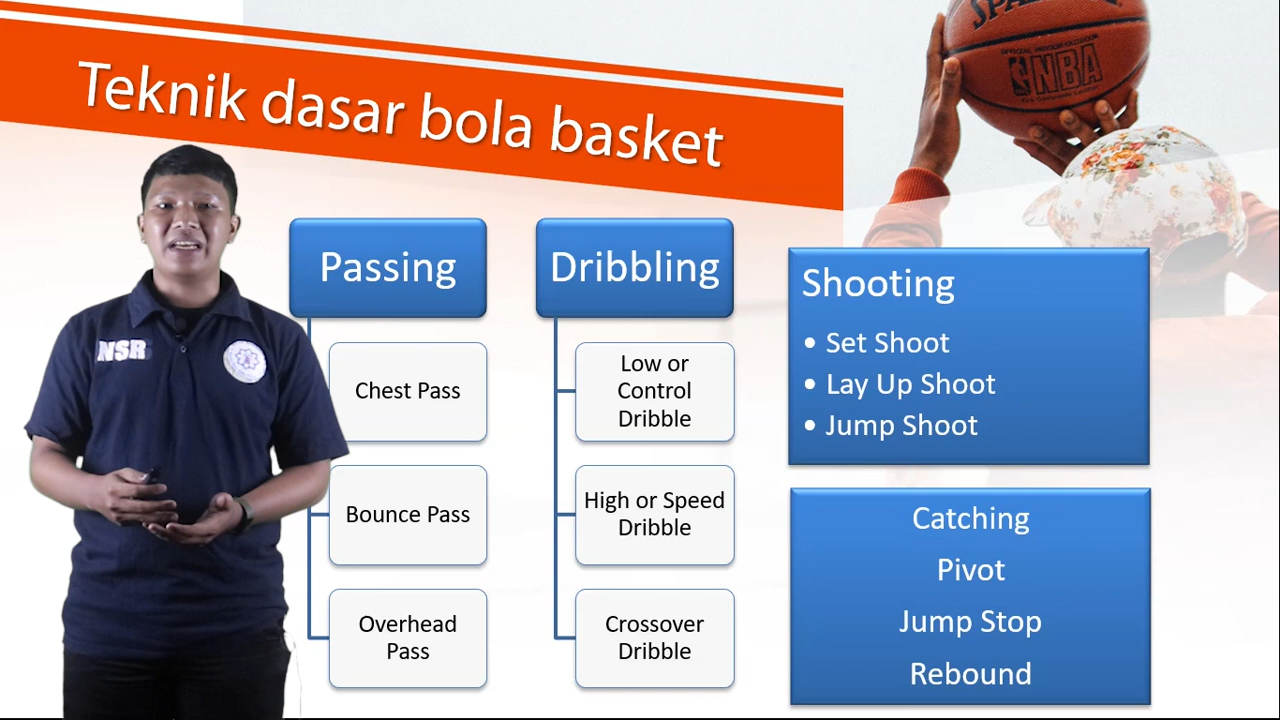 Teknik dasar bola basket
NBA
NSR
Passing
Chest Pass
Bounce Pass
Overhead
Pass
Dribbling
Low or
Control
Dribble
High or Speed
Dribble
Crossover
Dribble
Shooting
• Set Shoot
• Lay Up Shoot
• Jump Shoot
Catching
Pivot
Jump Stop
Rebound